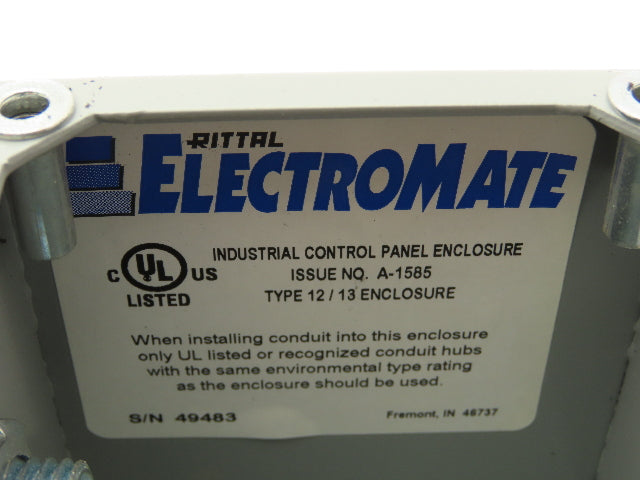 RITTAL
ELECTROMATE
C UL US
LISTED
INDUSTRIAL CONTROL PANEL ENCLOSURE
ISSUE NO. A-1585
TYPE 12 / 13 ENCLOSURE
When installing conduit into this enclosure
only UL listed or recognized conduit hubs
with the same environmental type rating
as the enclosure should be used.
S/N 49483
Fremont, IN 46737